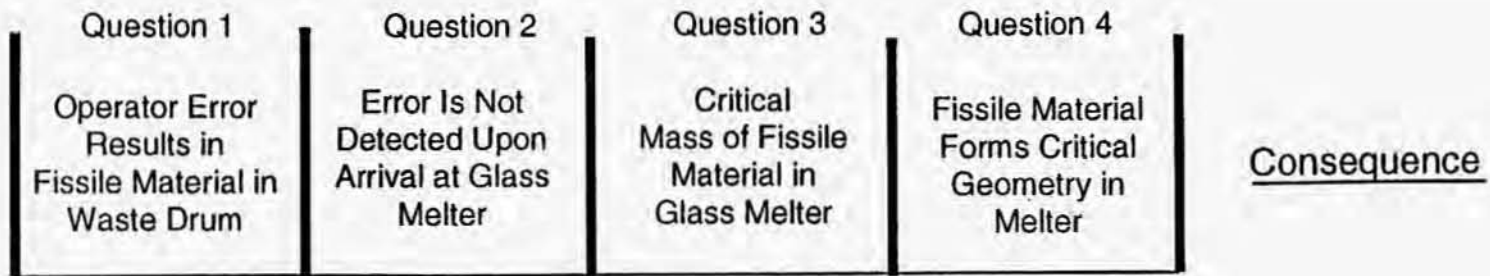 Question 1
Operator Error
Results in
Fissile Material in
Waste Drum
Question 2
Error Is Not
Detected Upon
Arrival at Glass
Melter
Question 3
Critical
Mass of Fissile
Material in
Glass Melter
Question 4
Fissile Material
Forms Critical
Geometry in
Melter
Consequence